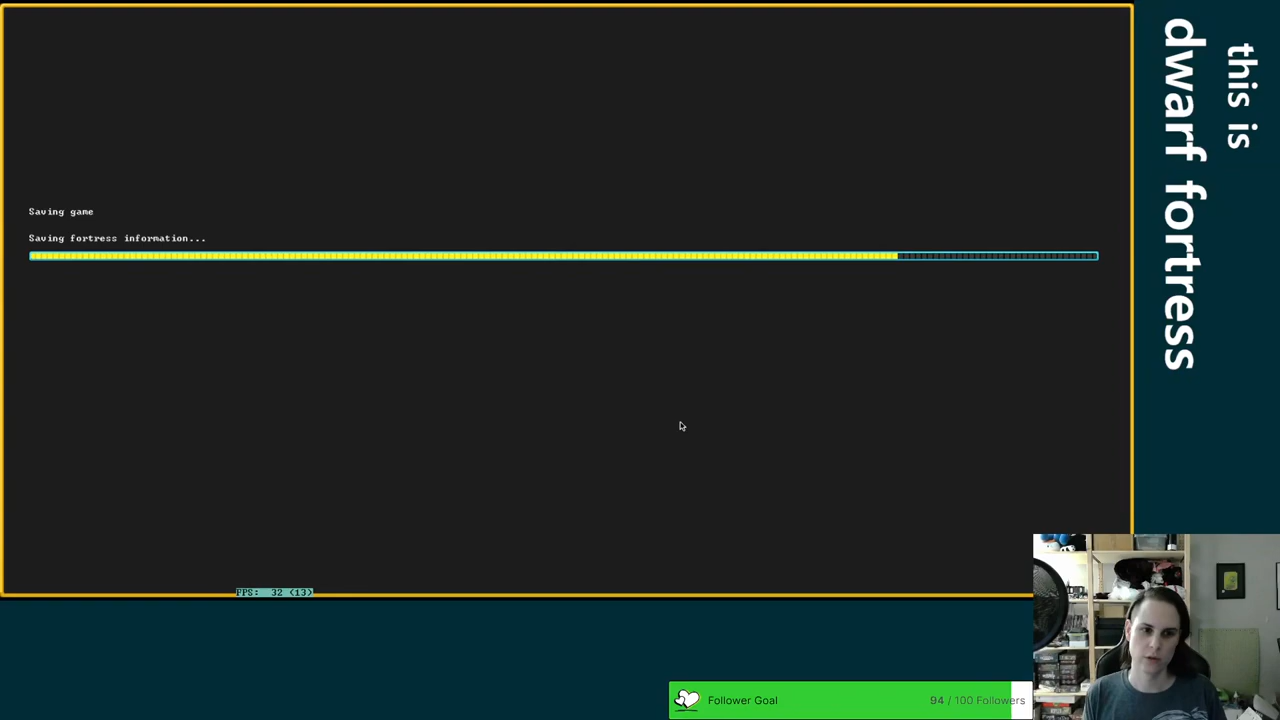 Saving game
Saving fortress information...
FPS: 32 (13)
this is
dwarf fortress
Follower Goal
94 / 100 Followers